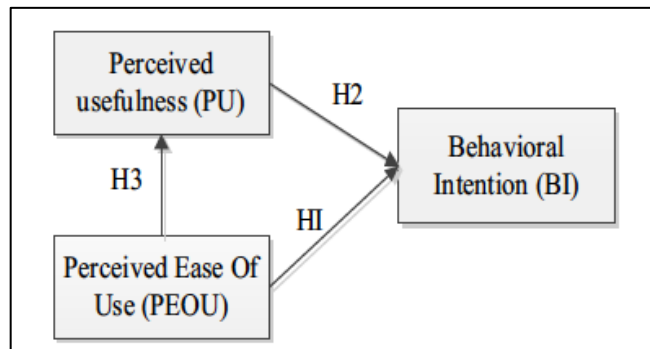 Perceived
usefulness (PU)
H2
Behavioral
Intention (BI)
H3
HI
Perceived Ease Of
Use (PEOU)